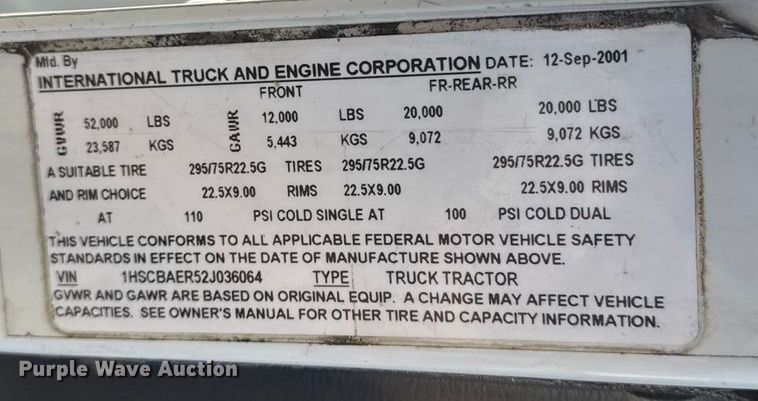 Mfd. By
INTERNATIONAL TRUCK AND ENGINE CORPORATION DATE: 12-Sep-2001
FRONT FR-REAR-RR
GVWR 52,000 LBS GAWR 12,000 LBS 20,000 20,000 LBS
23,587 KGS 5,443 KGS 9,072 9,072 KGS
A SUITABLE TIRE 295/75R22.5G TIRES 295/75R22.5G 295/75R22.5G TIRES
AND RIM CHOICE 22.5X9.00 RIMS 22.5X9.00 22.5X9.00 RIMS
AT 110 PSI COLD SINGLE AT 100 PSI COLD DUAL
THIS VEHICLE CONFORMS TO ALL APPLICABLE FEDERAL MOTOR VEHICLE SAFETY
STANDARDS IN EFFECT ON THE DATE OF MANUFACTURE SHOWN ABOVE.
VIN 1HSCBAER52J036064 TYPE TRUCK TRACTOR
GVWR AND GAWR ARE BASED ON ORIGINAL EQUIP. A CHANGE MAY AFFECT VEHICLE
CAPACITIES. SEE OWNER'S MANUAL FOR OTHER TIRE AND CAPACITY INFORMATION.
Purple Wave Auction